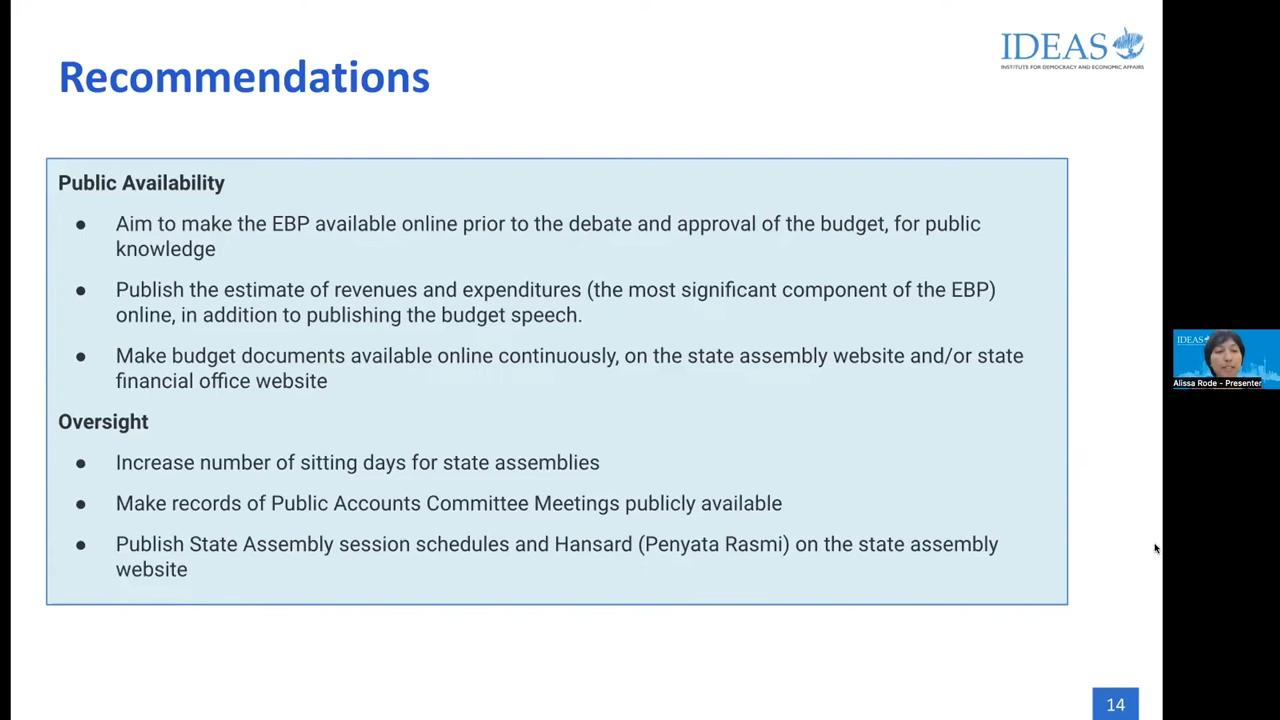 IDEAS
INSTITUTE FOR DEMOCRACY AND ECONOMIC AFFAIRS
Recommendations
Public Availability
● Aim to make the EBP available online prior to the debate and approval of the budget, for public
knowledge
● Publish the estimate of revenues and expenditures (the most significant component of the EBP)
online, in addition to publishing the budget speech.
● Make budget documents available online continuously, on the state assembly website and/or state
financial office website
Oversight
● Increase number of sitting days for state assemblies
● Make records of Public Accounts Committee Meetings publicly available
● Publish State Assembly session schedules and Hansard (Penyata Rasmi) on the state assembly
website
IDEAS
Alissa Rode - Presenter
14